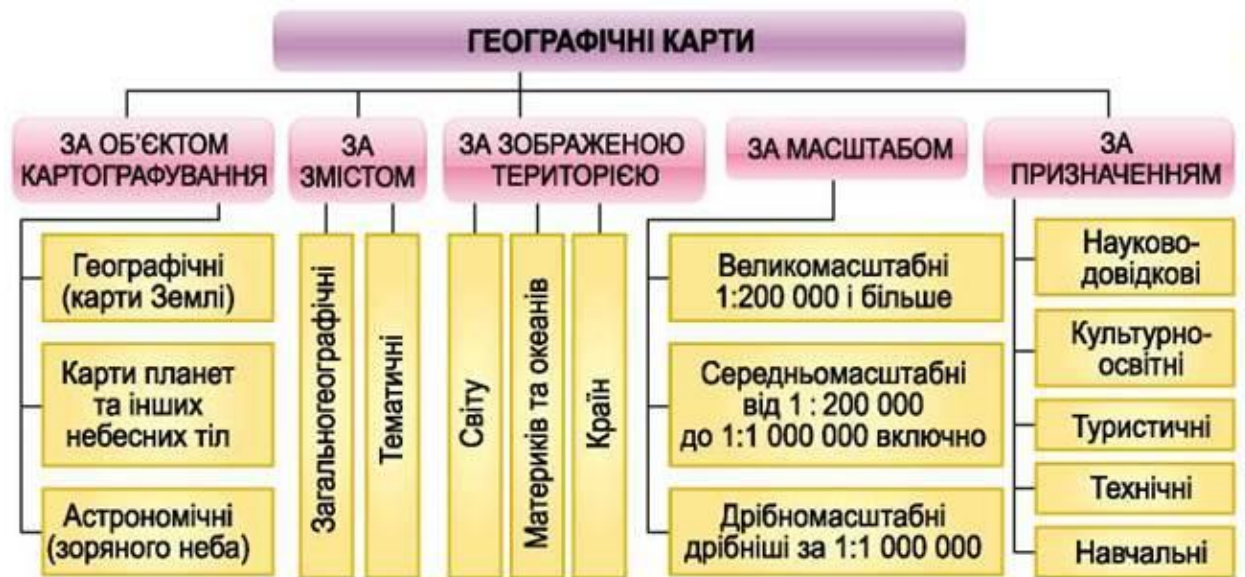 ГЕОГРАФІЧНІ КАРТИ
ЗА ОБ’ЄКТОМ
КАРТОГРАФУВАННЯ
ЗА
ЗМІСТОМ
ЗА ЗОБРАЖЕНОЮ
ТЕРИТОРІЄЮ
ЗА МАСШТАБОМ
ЗА
ПРИЗНАЧЕННЯМ
Географічні
(карти Землі)
Карти планет
та інших
небесних тіл
Астрономічні
(зоряного неба)
Загальногеографічні
Тематичні
Світу
Материків та океанів
Країн
Великомасштабні
1:200 000 і більше
Середньомасштабні
від 1 : 200 000
до 1:1 000 000 включно
Дрібномасштабні
дрібніші за 1:1 000 000
Науково-
довідкові
Культурно-
освітні
Туристичні
Технічні
Навчальні